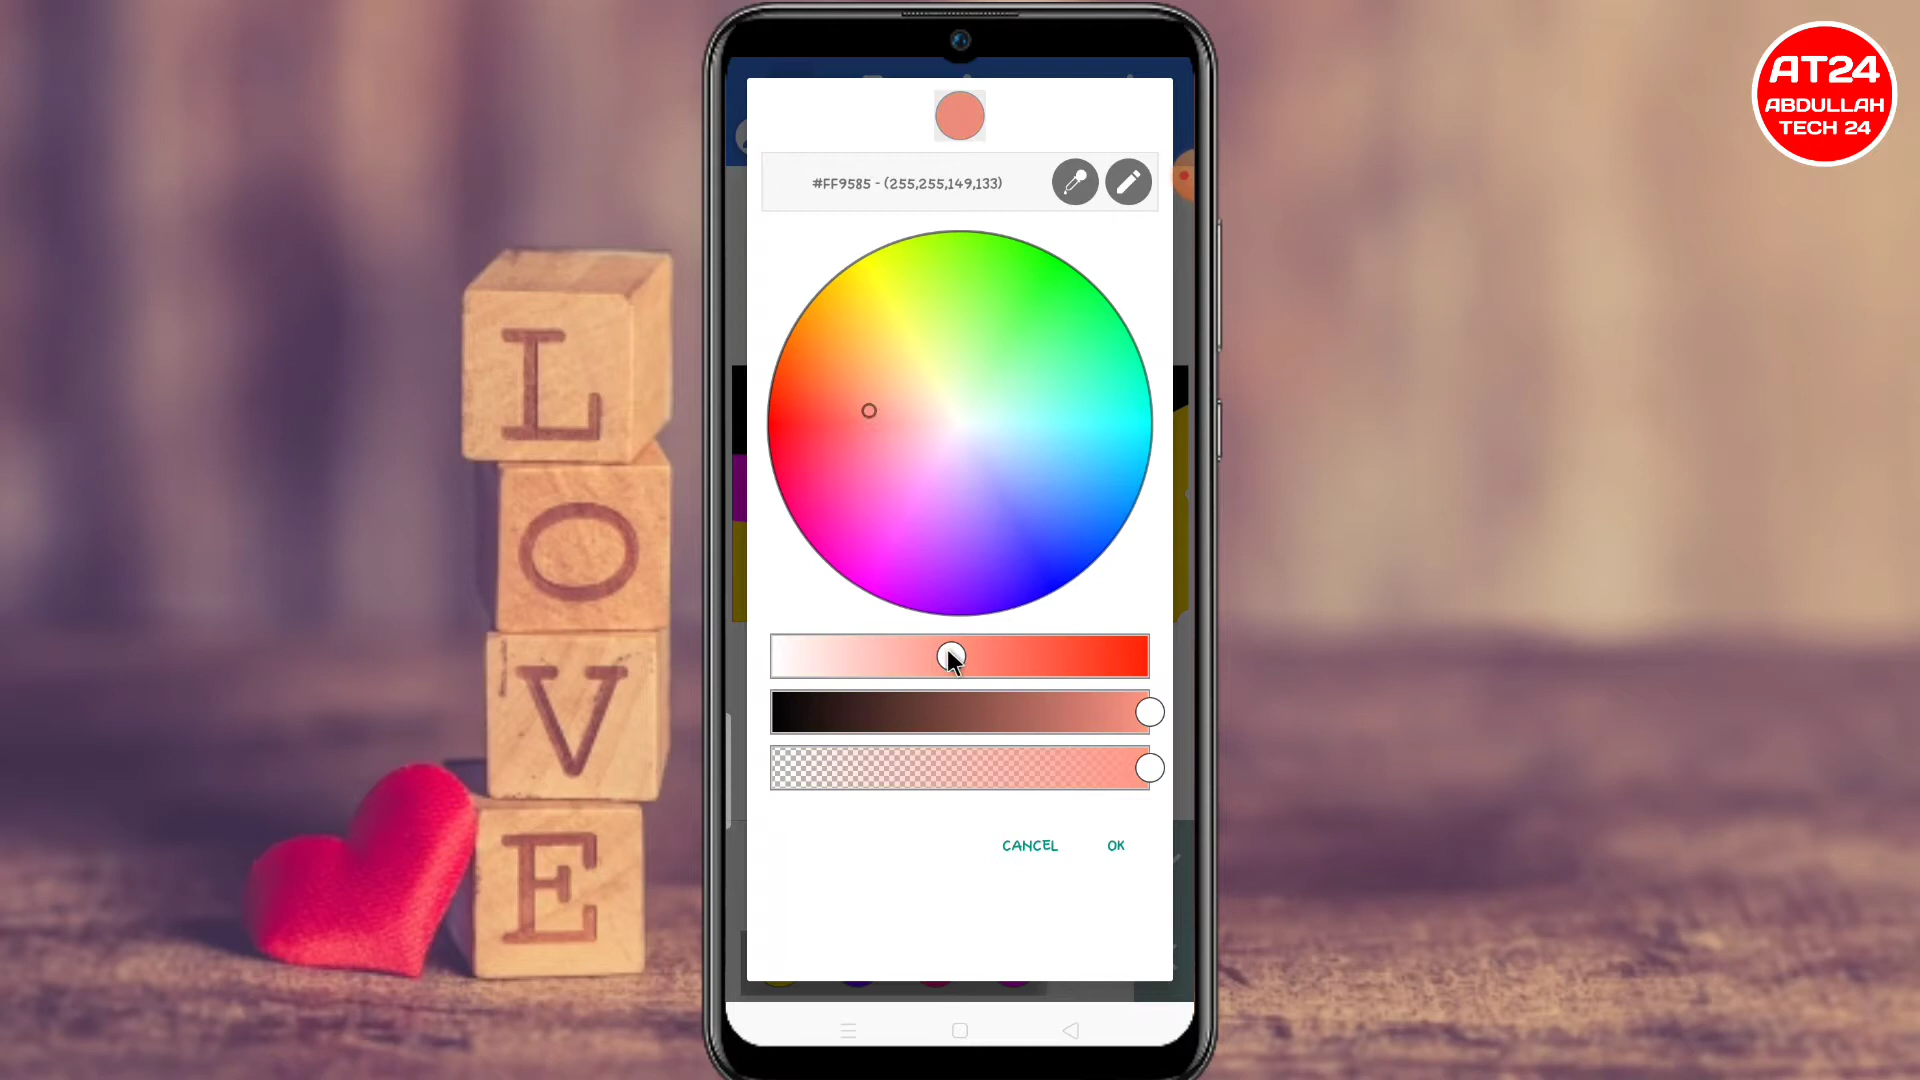 AT24
ABDULLAH
TECH 24
#FF9585 - (255,255,149,133)
L
O
V
E
CANCEL
OK